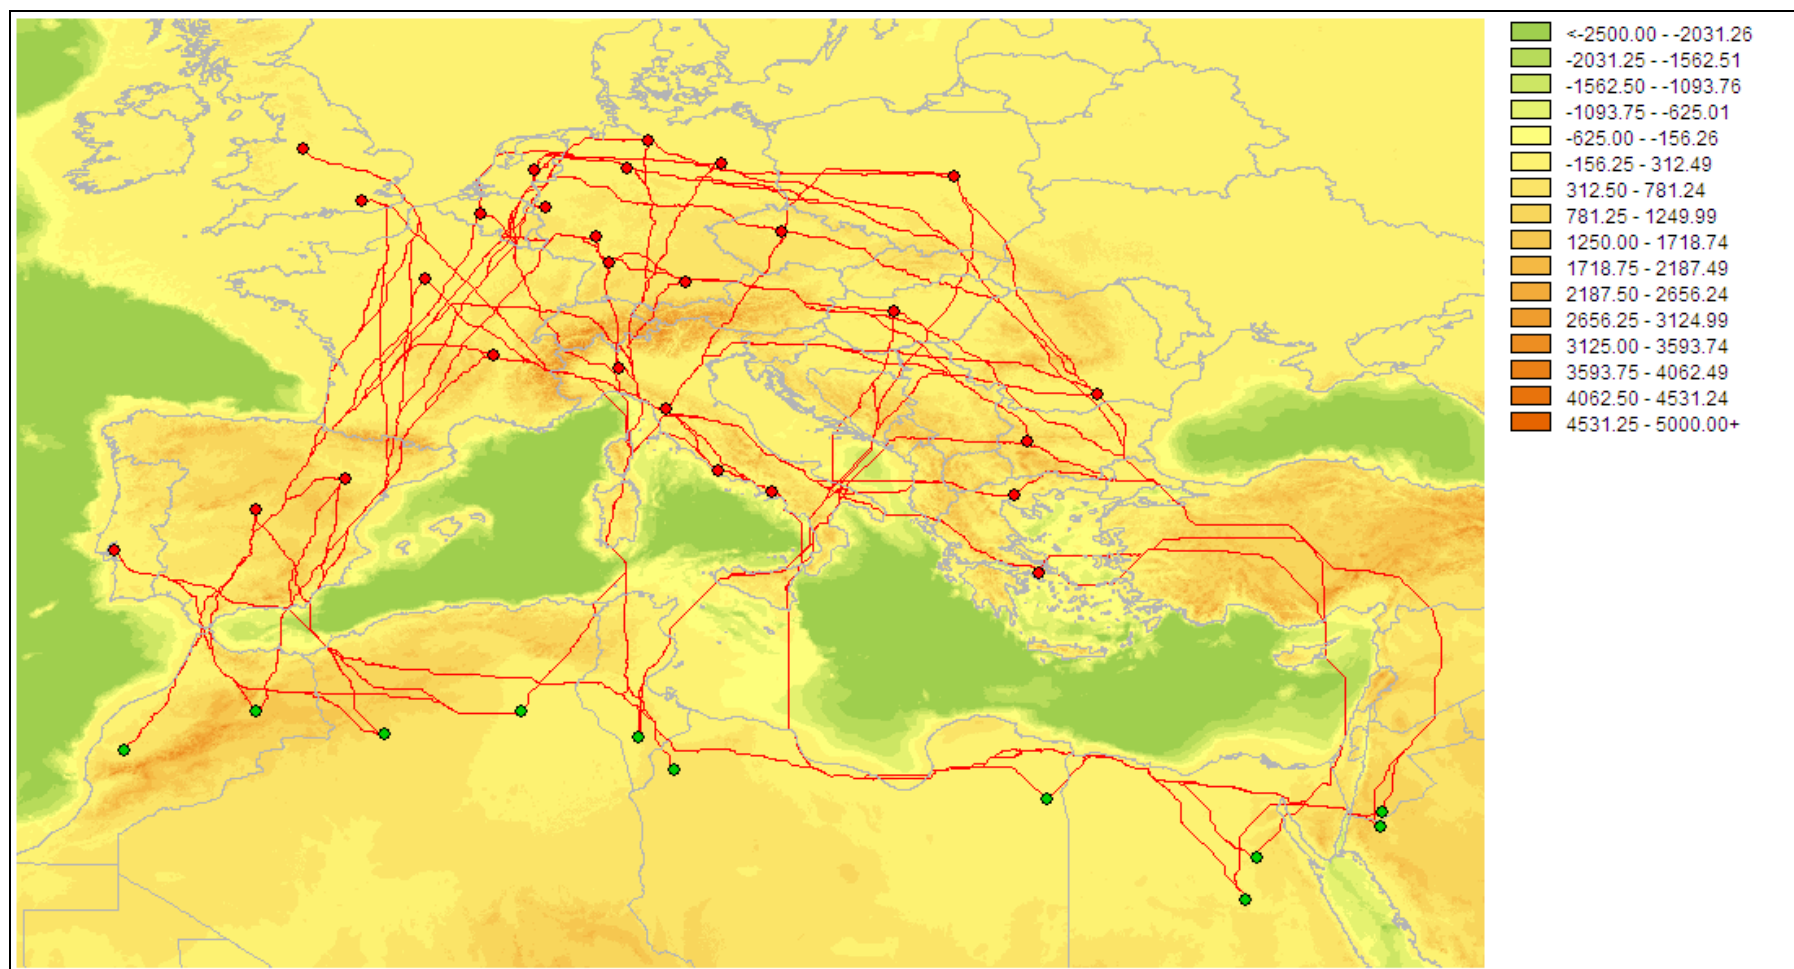 <-2500.00 - -2031.26
-2031.25 - -1562.51
-1562.50 - -1093.76
-1093.75 - -625.01
-625.00 - -156.26
-156.25 - 312.49
312.50 - 781.24
781.25 - 1249.99
1250.00 - 1718.74
1718.75 - 2187.49
2187.50 - 2656.24
2656.25 - 3124.99
3125.00 - 3593.74
3593.75 - 4062.49
4062.50 - 4531.24
4531.25 - 5000.00+